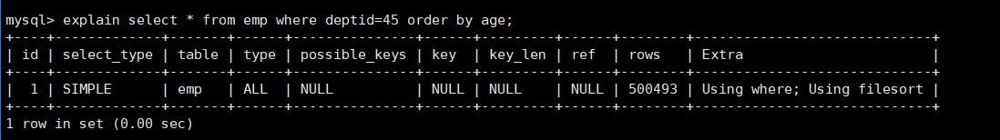 mysql> explain select * from emp where deptid=45 order by age;
+----+-------------+-------+------+---------------+------+---------+------+--------+-----------------------------+
| id | select_type | table | type | possible_keys | key  | key_len | ref  | rows   | Extra                       |
+----+-------------+-------+------+---------------+------+---------+------+--------+-----------------------------+
|  1 | SIMPLE      | emp   | ALL  | NULL          | NULL | NULL    | NULL | 500493 | Using where; Using filesort |
+----+-------------+-------+------+---------------+------+---------+------+--------+-----------------------------+
1 row in set (0.00 sec)